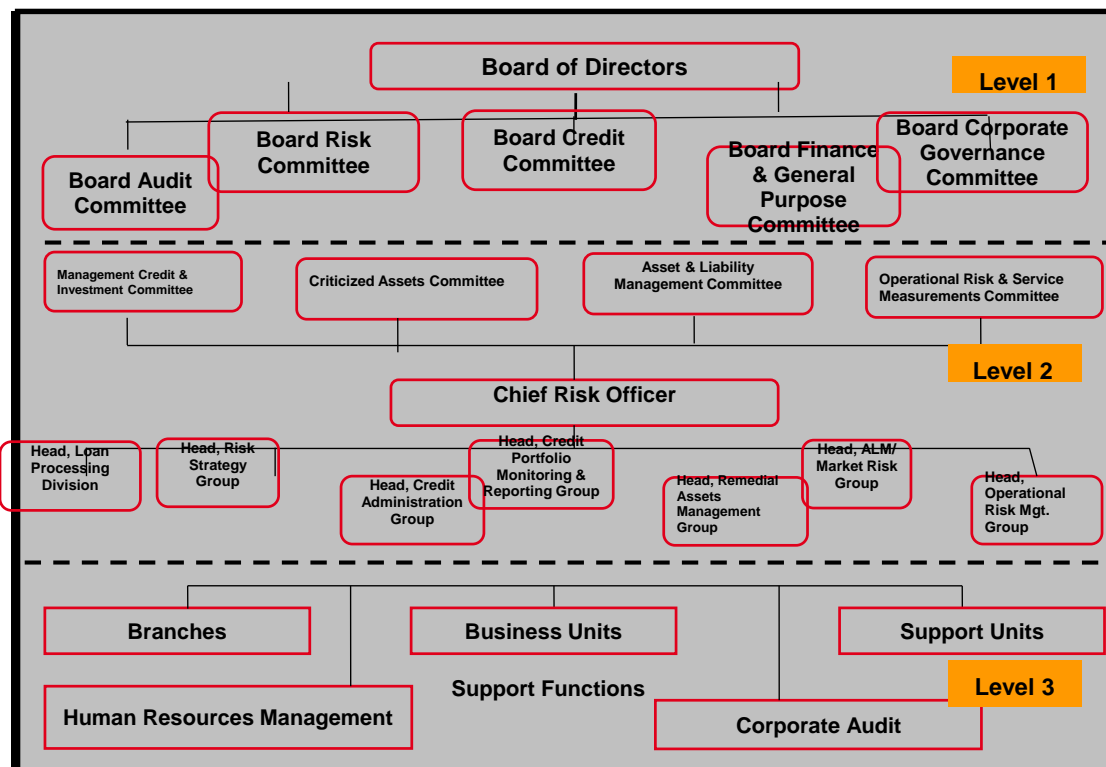 Board of Directors
Level 1
Board Risk
Committee
Board Credit
Committee
Board Corporate
Governance
Committee
Board Audit
Committee
Board Finance
& General
Purpose
Committee
Management Credit &
Investment Committee
Criticized Assets Committee
Asset & Liability
Management Committee
Operational Risk & Service
Measurements Committee
Level 2
Chief Risk Officer
Head, Loan
Processing
Division
Head, Risk
Strategy
Group
Head, Credit
Administration
Group
Head, Credit
Portfolio
Monitoring &
Reporting Group
Head, Remedial
Assets
Management
Group
Head, ALM/
Market Risk
Group
Head,
Operational
Risk Mgt.
Group
Branches
Business Units
Support Units
Level 3
Support Functions
Human Resources Management
Corporate Audit